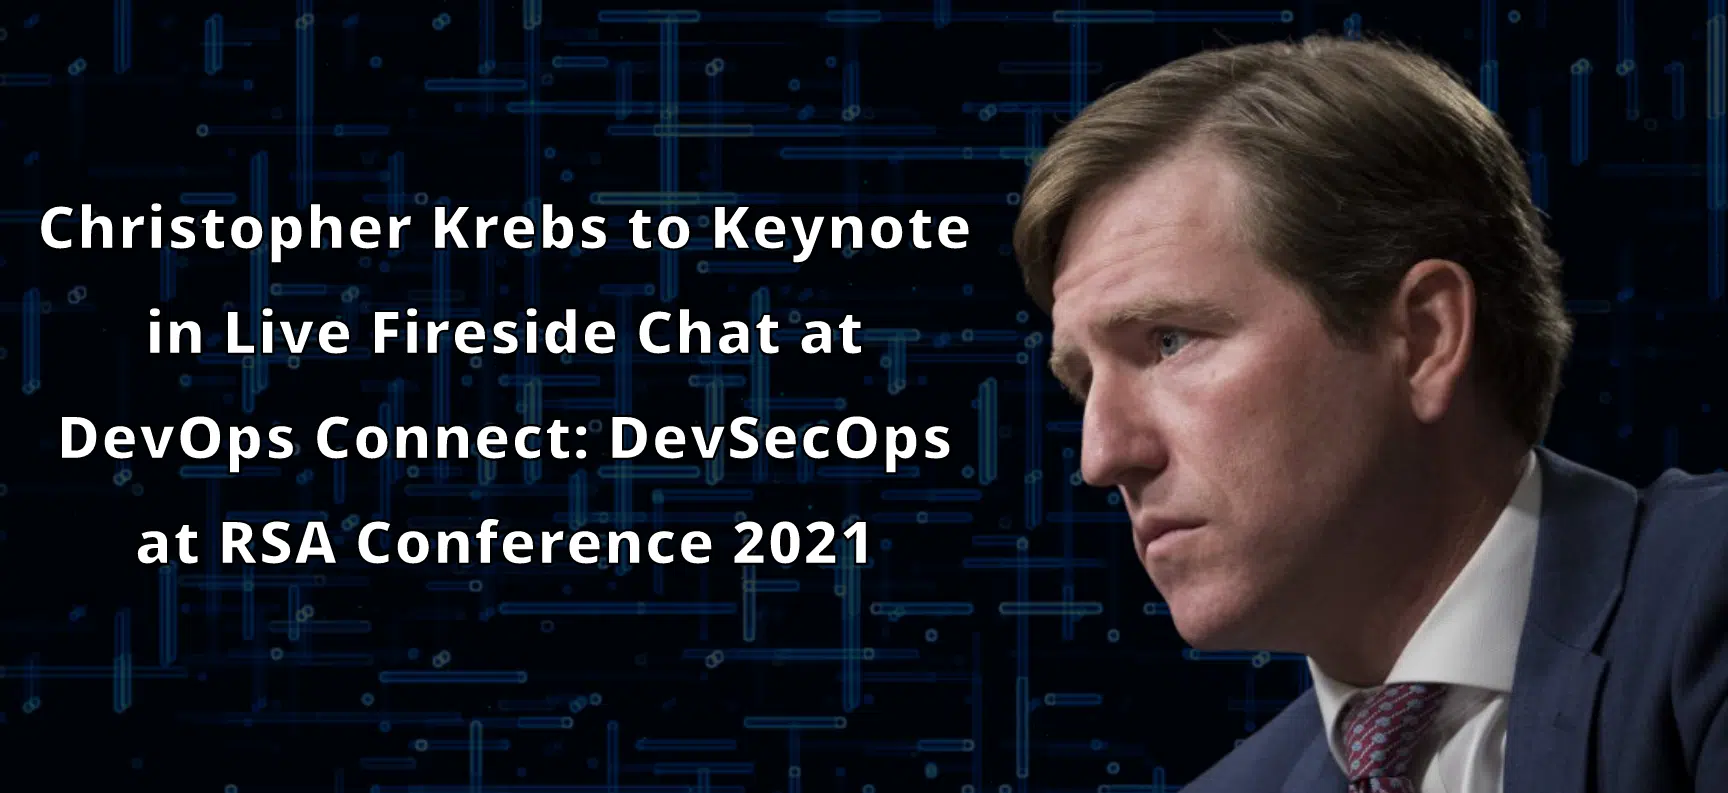 Christopher Krebs to Keynote
in Live Fireside Chat at
DevOps Connect: DevSecOps
at RSA Conference 2021